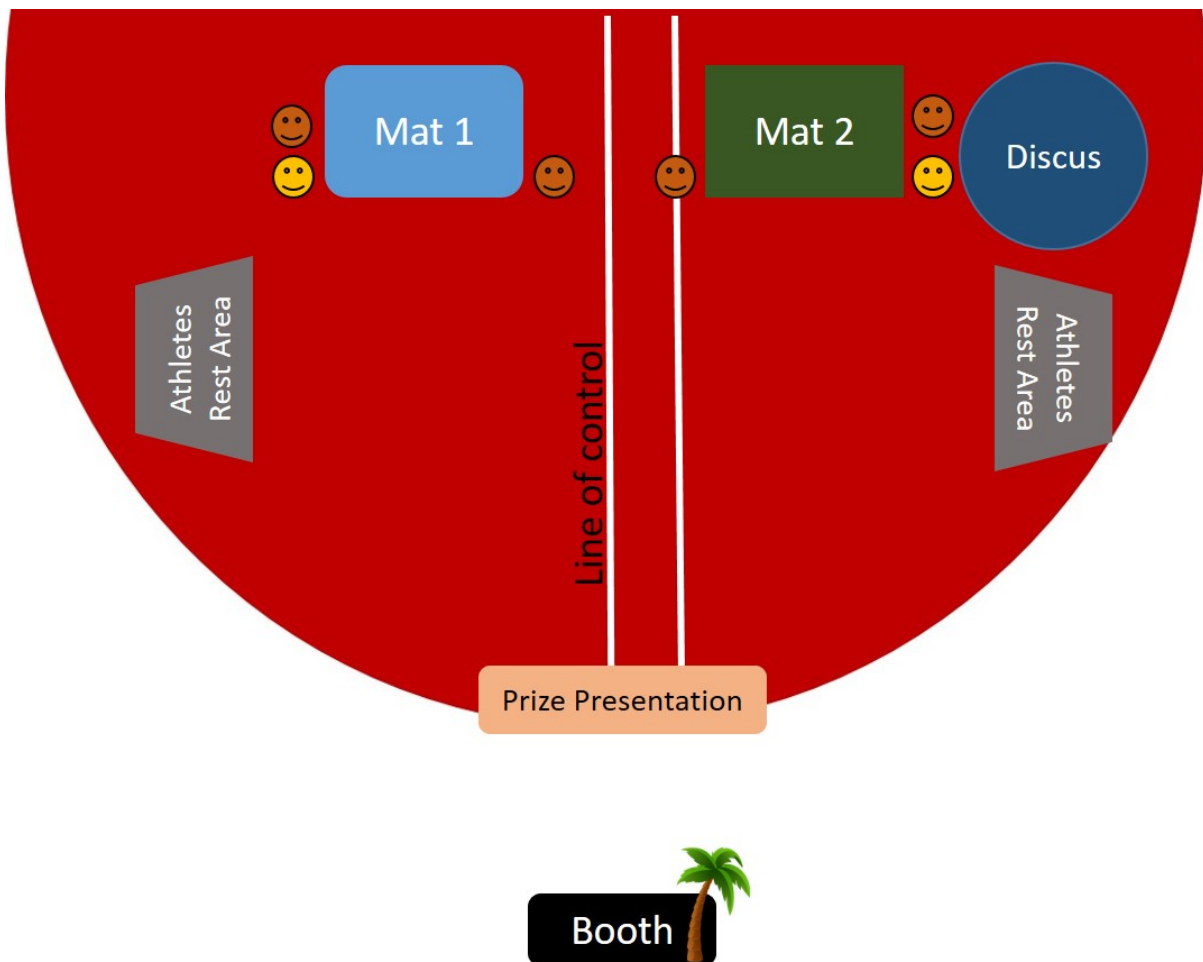 Mat 1
Mat 2
Discus
Athletes
Rest Area
Line of control
Athletes
Rest Area
Prize Presentation
Booth